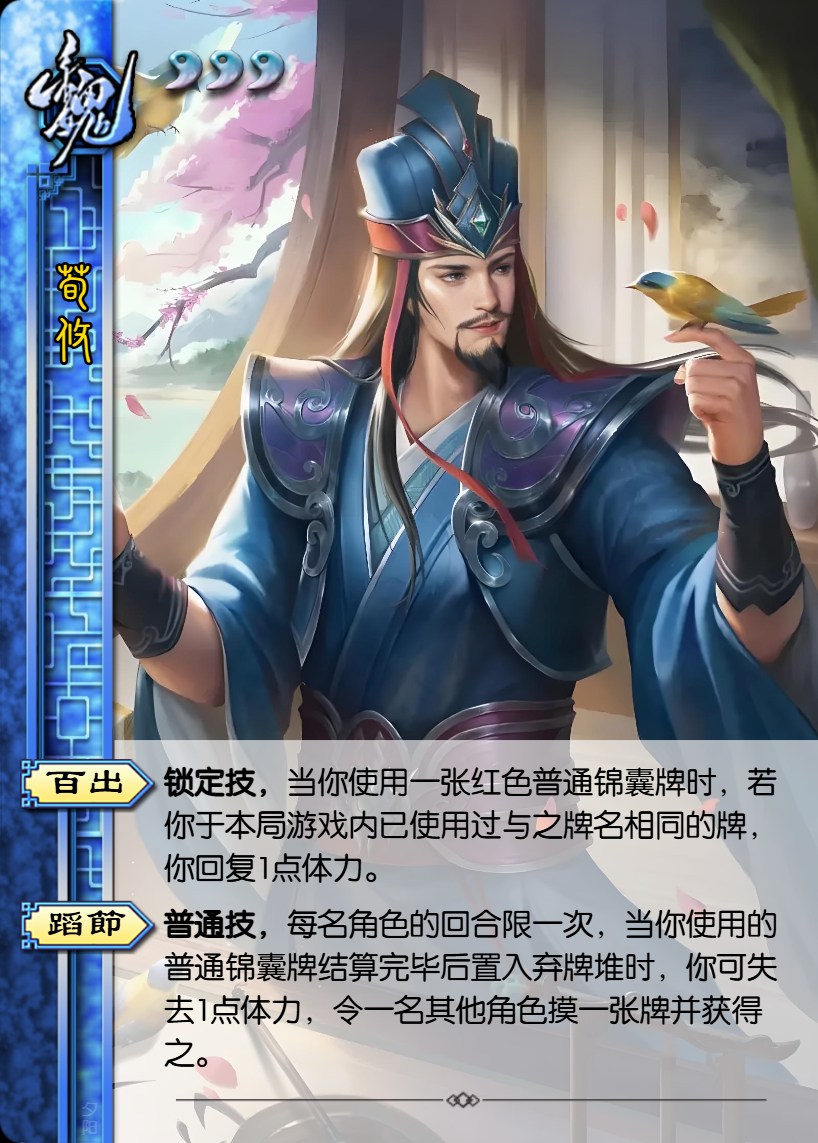 魏
荀攸
百出
锁定技，当你使用一张红色普通锦囊牌时，若
你于本局游戏内已使用过与之牌名相同的牌，
你回复1点体力。
蹈節
普通技，每名角色的回合限一次，当你使用的
普通锦囊牌结算完毕后置入弃牌堆时，你可失
去1点体力，令一名其他角色摸一张牌并获得
之。
夕阳